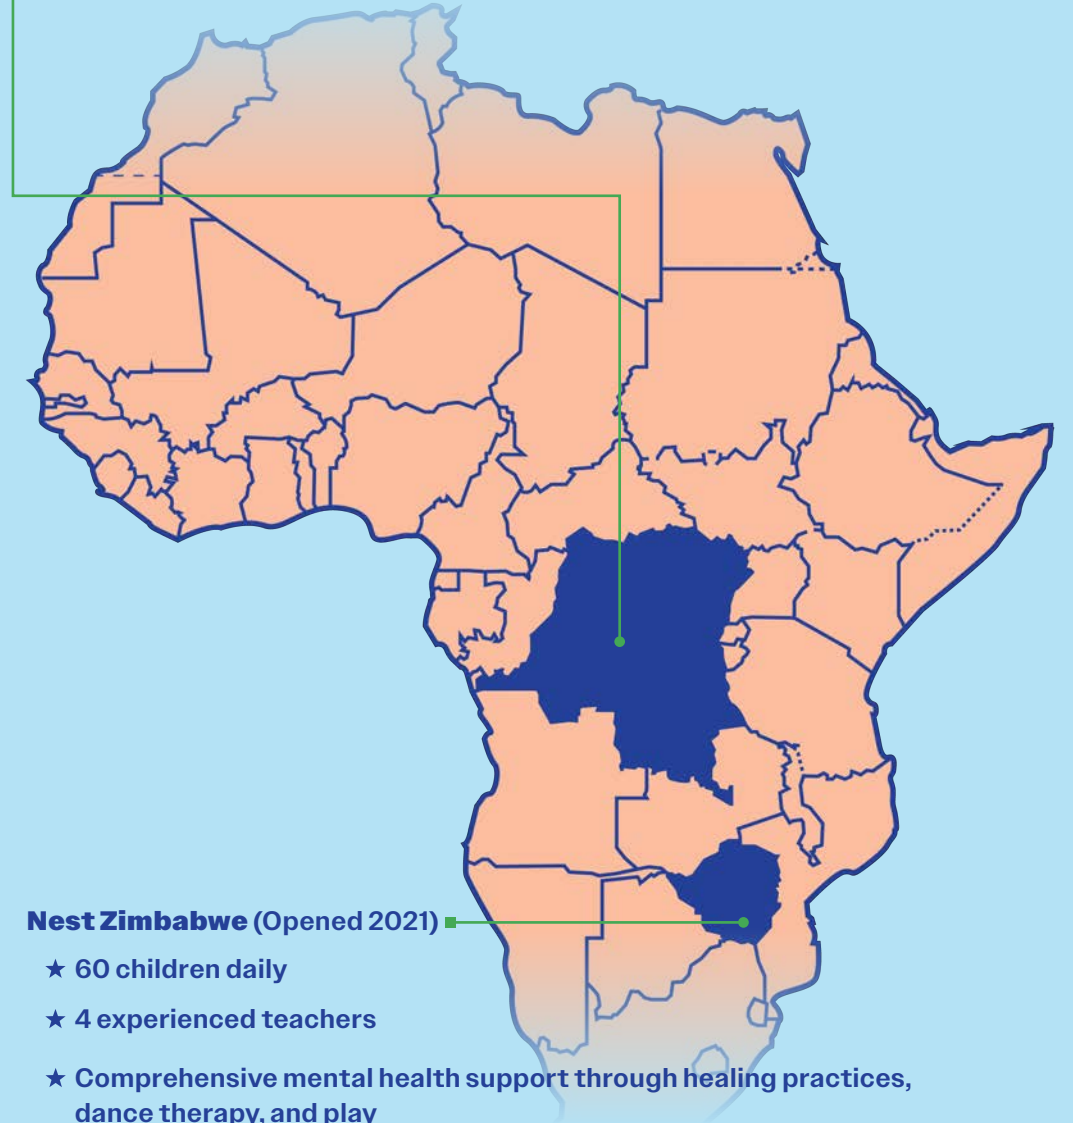 Nest Zimbabwe (Opened 2021)
★ 60 children daily
★ 4 experienced teachers
★ Comprehensive mental health support through healing practices,
dance therapy, and play